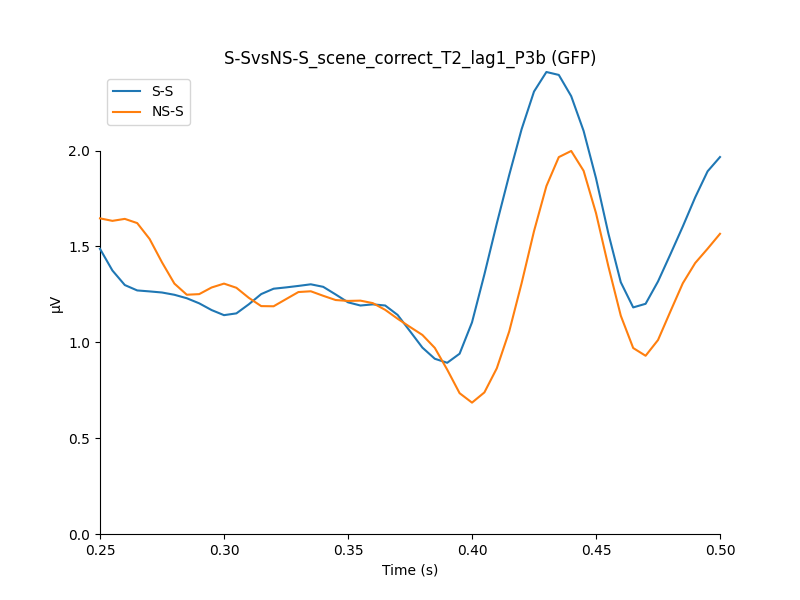 S-SvsNS-S_scene_correct_T2_lag1_P3b (GFP)
S-S
NS-S
2.0
1.5
1.0
0.5
0.0
µV
0.25 0.30 0.35 0.40 0.45 0.50
Time (s)